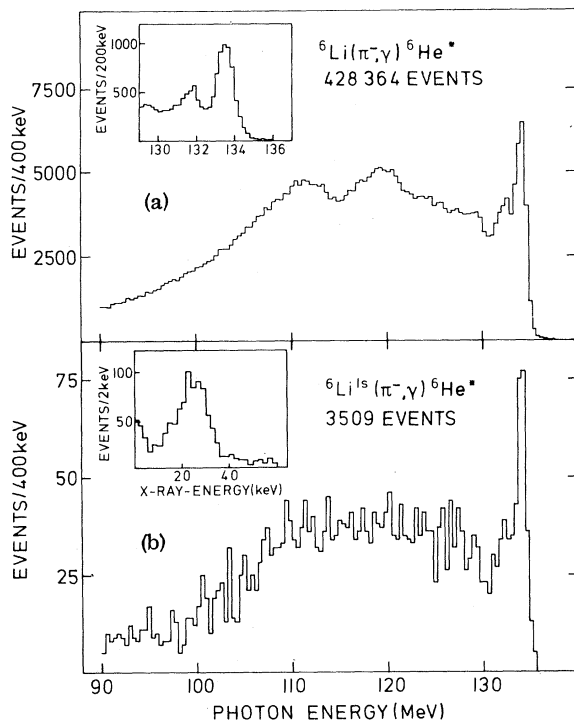 1000
500
EVENTS/200keV
130 132 134 136
⁶Li(π⁻,γ) ⁶He*
428 364 EVENTS
7500
5000
2500
EVENTS/400keV
(a)
100
50
EVENTS/2keV
20 40
X-RAY-ENERGY(keV)
⁶Li¹ˢ(π⁻,γ) ⁶He*
3509 EVENTS
75
50
25
EVENTS/400keV
(b)
90 100 110 120 130
PHOTON ENERGY (MeV)